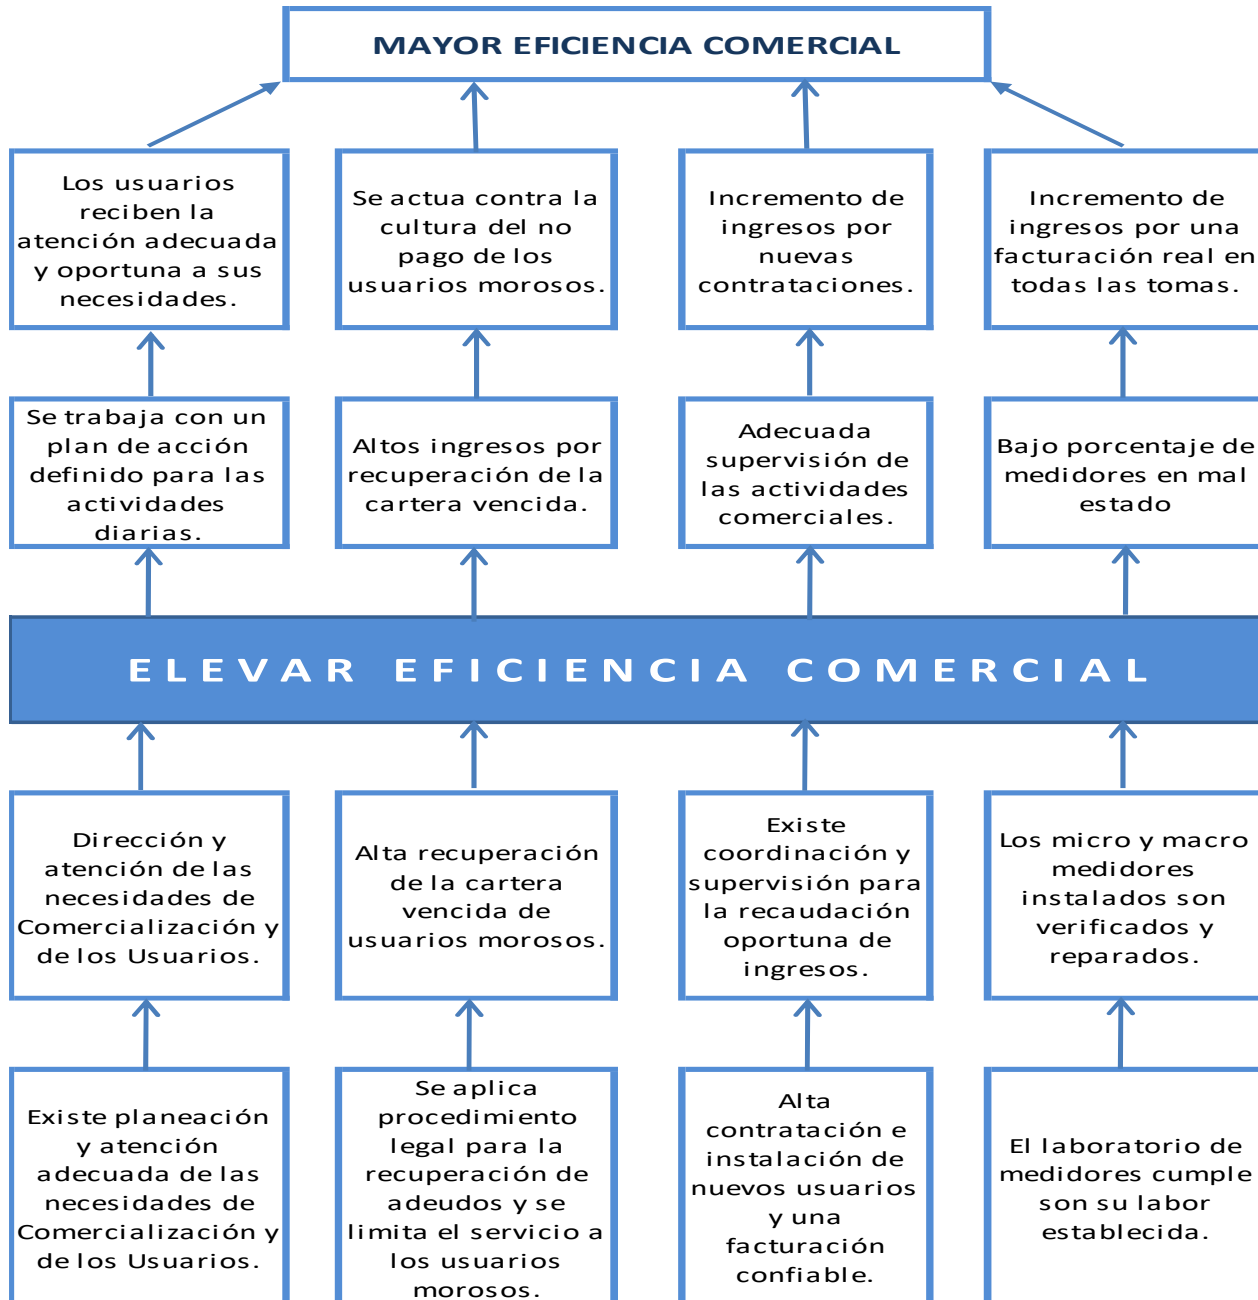 MAYOR EFICIENCIA COMERCIAL
Los usuarios
reciben la
atención adecuada
y oportuna a sus
necesidades.
Se actua contra la
cultura del no
pago de los
usuarios morosos.
Incremento de
ingresos por
nuevas
contrataciones.
Incremento de
ingresos por una
facturación real en
todas las tomas.
Se trabaja con un
plan de acción
definido para las
actividades
diarias.
Altos ingresos por
recuperación de la
cartera vencida.
Adecuada
supervisión de
las actividades
comerciales.
Bajo porcentaje de
medidores en mal
estado
ELEVAR EFICIENCIA COMERCIAL
Dirección y
atención de las
necesidades de
Comercialización y
de los Usuarios.
Alta recuperación
de la cartera
vencida de
usuarios morosos.
Existe
coordinación y
supervisión para
la recaudación
oportuna de
ingresos.
Los micro y macro
medidores
instalados son
verificados y
reparados.
Existe planeación
y atención
adecuada de las
necesidades de
Comercialización y
de los Usuarios.
Se aplica
procedimiento
legal para la
recuperación de
adeudos y se
limita el servicio a
los usuarios
morosos.
Alta
contratación e
instalación de
nuevos usuarios
y una
facturación
confiable.
El laboratorio de
medidores cumple
son su labor
establecida.